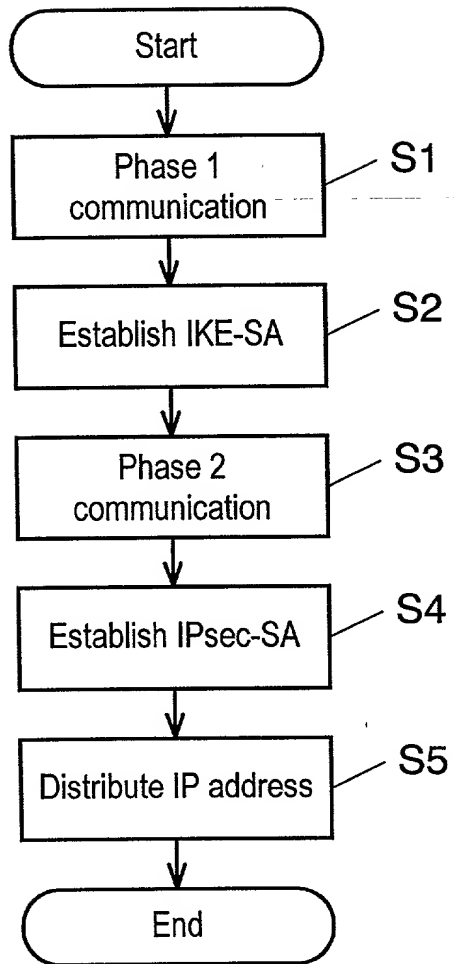 Start
Phase 1
communication
S1
Establish IKE-SA
S2
Phase 2
communication
S3
Establish IPsec-SA
S4
Distribute IP address
S5
End